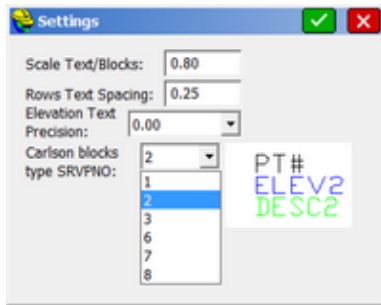 Settings
Scale Text/Blocks: 0.80
Rows Text Spacing: 0.25
Elevation Text
Precision: 0.00
Carlson blocks
type SRVPNO: 2
1
2
3
6
7
8
PT#
ELEV2
DESC2